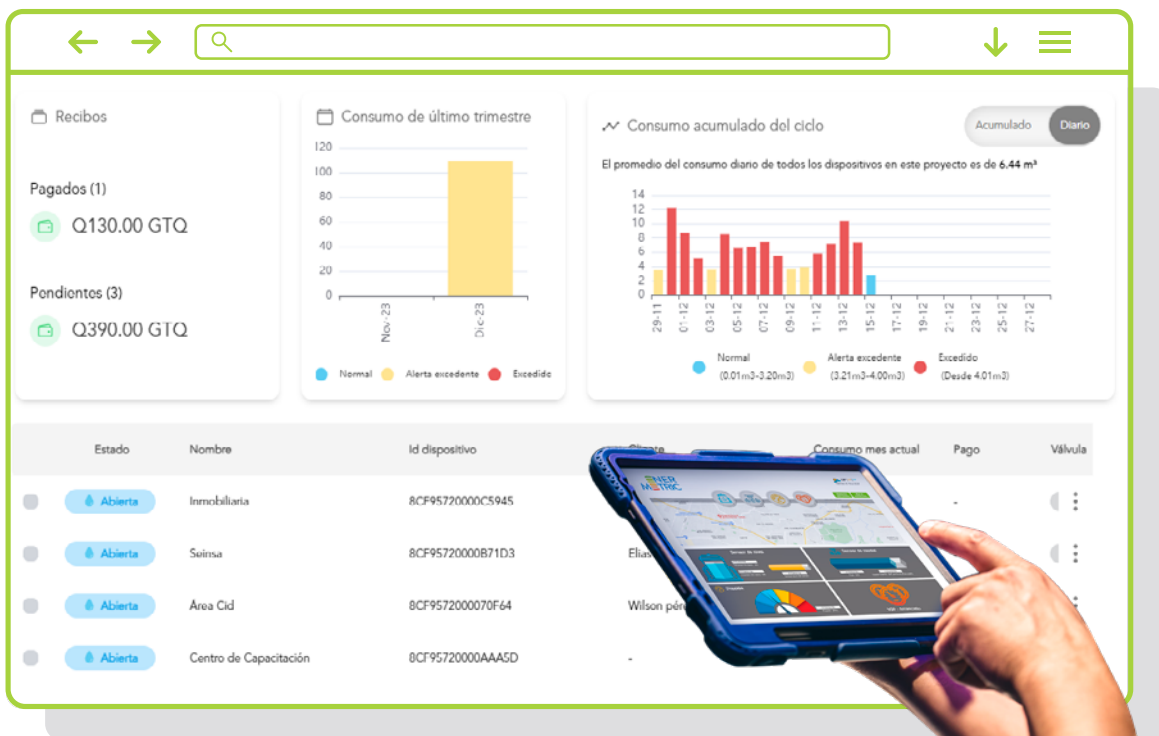 Recibos
Pagados (1)
Q130.00 GTQ
Pendientes (3)
Q390.00 GTQ
Consumo de último trimestre
120
100
80
60
40
20
0
Nov-23
Dic-23
Normal
Alerta excedente
Excedido
Consumo acumulado del ciclo
Acumulado
Diario
El promedio del consumo diario de todos los dispositivos en este proyecto es de 6.44 m³
14
12
10
8
6
4
2
0
29-11
01-12
03-12
05-12
07-12
09-12
11-12
13-12
15-12
17-12
19-12
21-12
23-12
25-12
27-12
Normal
(0.01m3-3.20m3)
Alerta excedente
(3.21m3-4.00m3)
Excedido
(Desde 4.01m3)
Estado Nombre Id dispositivo Cliente Consumo mes actual Pago Válvula
Abierta Inmobiliaria 8CF95720000C5945 -
Abierta Seinsa 8CF95720000B71D3 Elias
Abierta Área Cid 8CF9572000070F64 Wilson
Abierta Centro de Capacitación 8CF95720000AAA5D -
ENER
METRIC